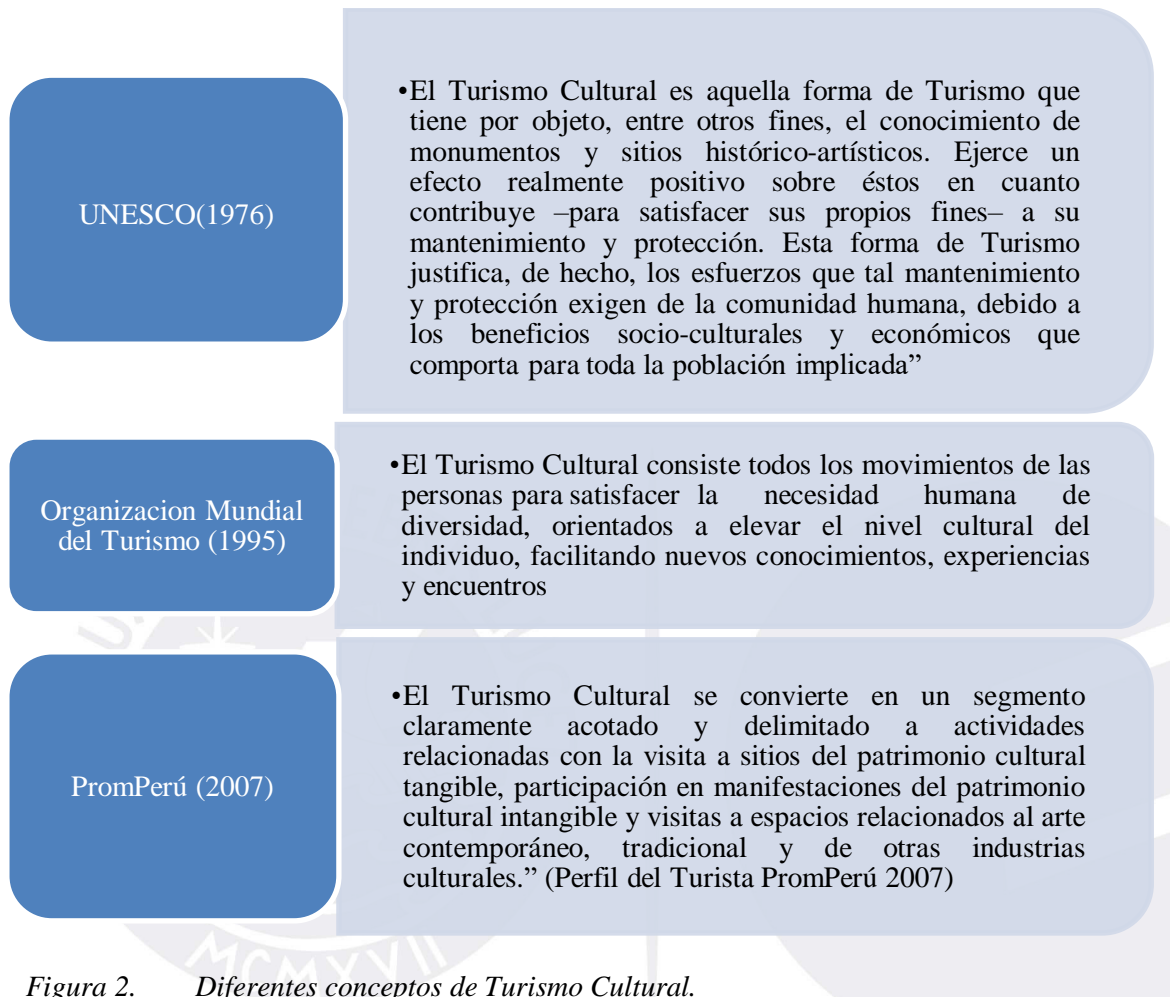 UNESCO(1976)
•El Turismo Cultural es aquella forma de Turismo que
tiene por objeto, entre otros fines, el conocimiento de
monumentos y sitios histórico-artísticos. Ejerce un
efecto realmente positivo sobre éstos en cuanto
contribuye –para satisfacer sus propios fines– a su
mantenimiento y protección. Esta forma de Turismo
justifica, de hecho, los esfuerzos que tal mantenimiento
y protección exigen de la comunidad humana, debido a
los beneficios socio-culturales y económicos que
comporta para toda la población implicada”
Organizacion Mundial
del Turismo (1995)
•El Turismo Cultural consiste todos los movimientos de las
personas para satisfacer la necesidad humana de
diversidad, orientados a elevar el nivel cultural del
individuo, facilitando nuevos conocimientos, experiencias
y encuentros
PromPerú (2007)
•El Turismo Cultural se convierte en un segmento
claramente acotado y delimitado a actividades
relacionadas con la visita a sitios del patrimonio cultural
tangible, participación en manifestaciones del patrimonio
cultural intangible y visitas a espacios relacionados al arte
contemporáneo, tradicional y de otras industrias
culturales.” (Perfil del Turista PromPerú 2007)
MCMXVII
Figura 2. Diferentes conceptos de Turismo Cultural.